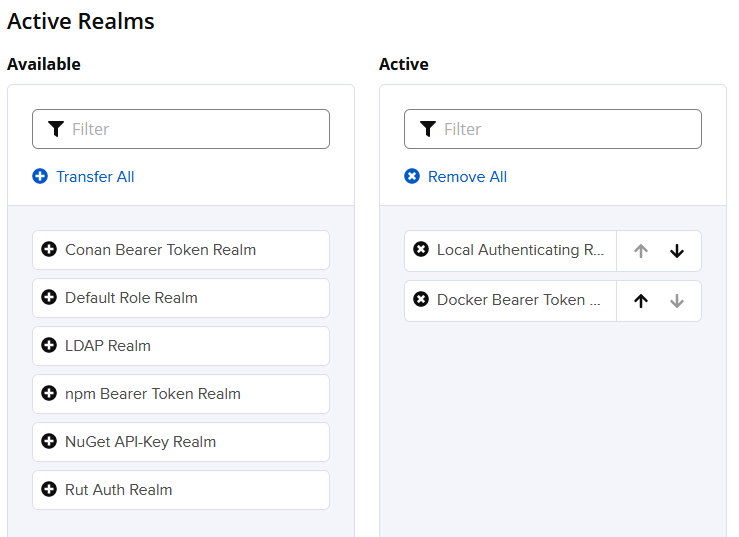 Active Realms
Available
Filter
Transfer All
Conan Bearer Token Realm
Default Role Realm
LDAP Realm
npm Bearer Token Realm
NuGet API-Key Realm
Rut Auth Realm
Active
Filter
Remove All
Local Authenticating R...
Docker Bearer Token ...